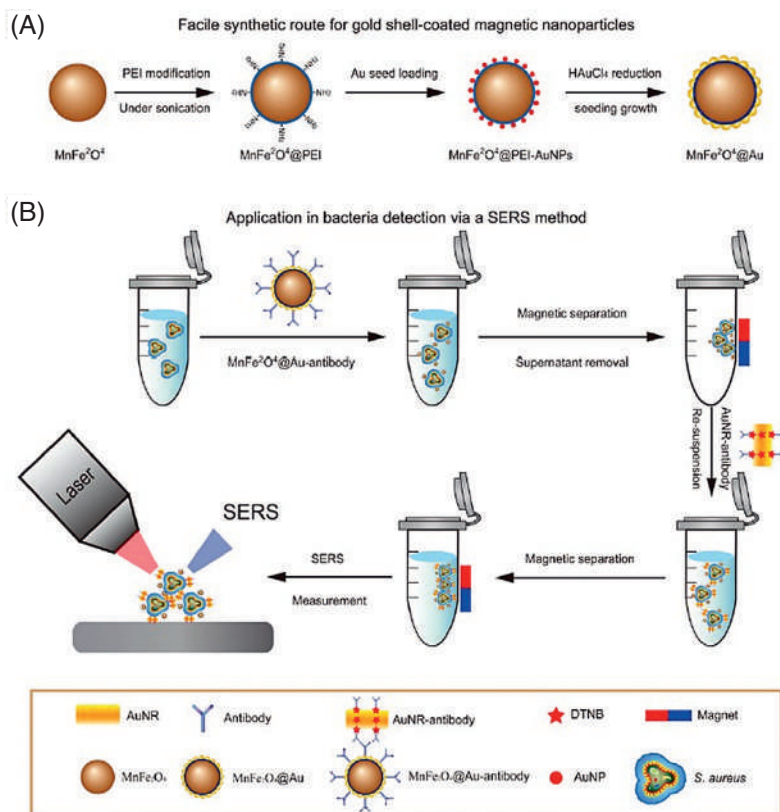 (A)
Facile synthetic route for gold shell-coated magnetic nanoparticles
PEI modification
Under sonication
Au seed loading
HAuCl₄ reduction
seeding growth
NH₂
NH₂
MnFe²O⁴
MnFe²O⁴@PEI
MnFe²O⁴@PEI-AuNPs
MnFe²O⁴@Au
(B)
Application in bacteria detection via a SERS method
MnFe²O⁴@Au-antibody
Magnetic separation
Supernatant removal
AuNR-antibody
Re-suspension
Laser
SERS
SERS
Measurement
Magnetic separation
AuNR
Antibody
AuNR-antibody
DTNB
Magnet
MnFe₂O₄
MnFe₂O₄@Au
MnFe₂O₄@Au-antibody
AuNP
S. aureus